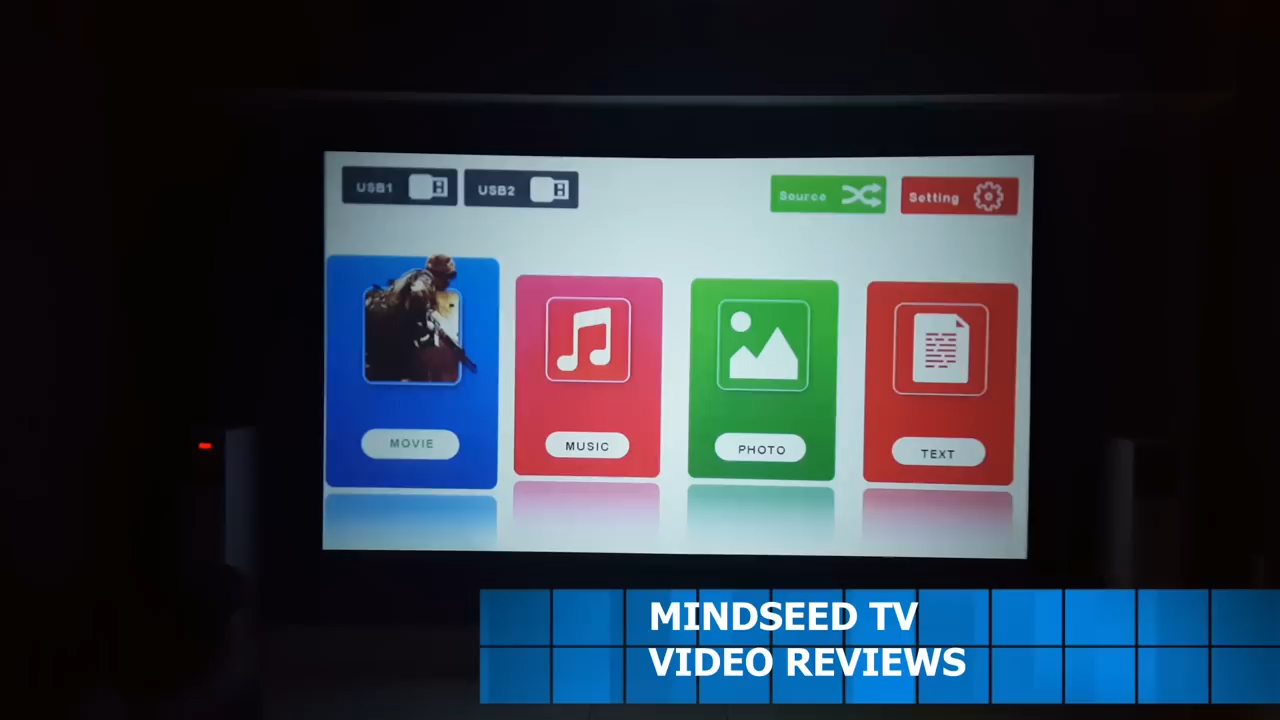 USB1
USB2
Source
Setting
MOVIE
MUSIC
PHOTO
TEXT
MINDSEED TV
VIDEO REVIEWS